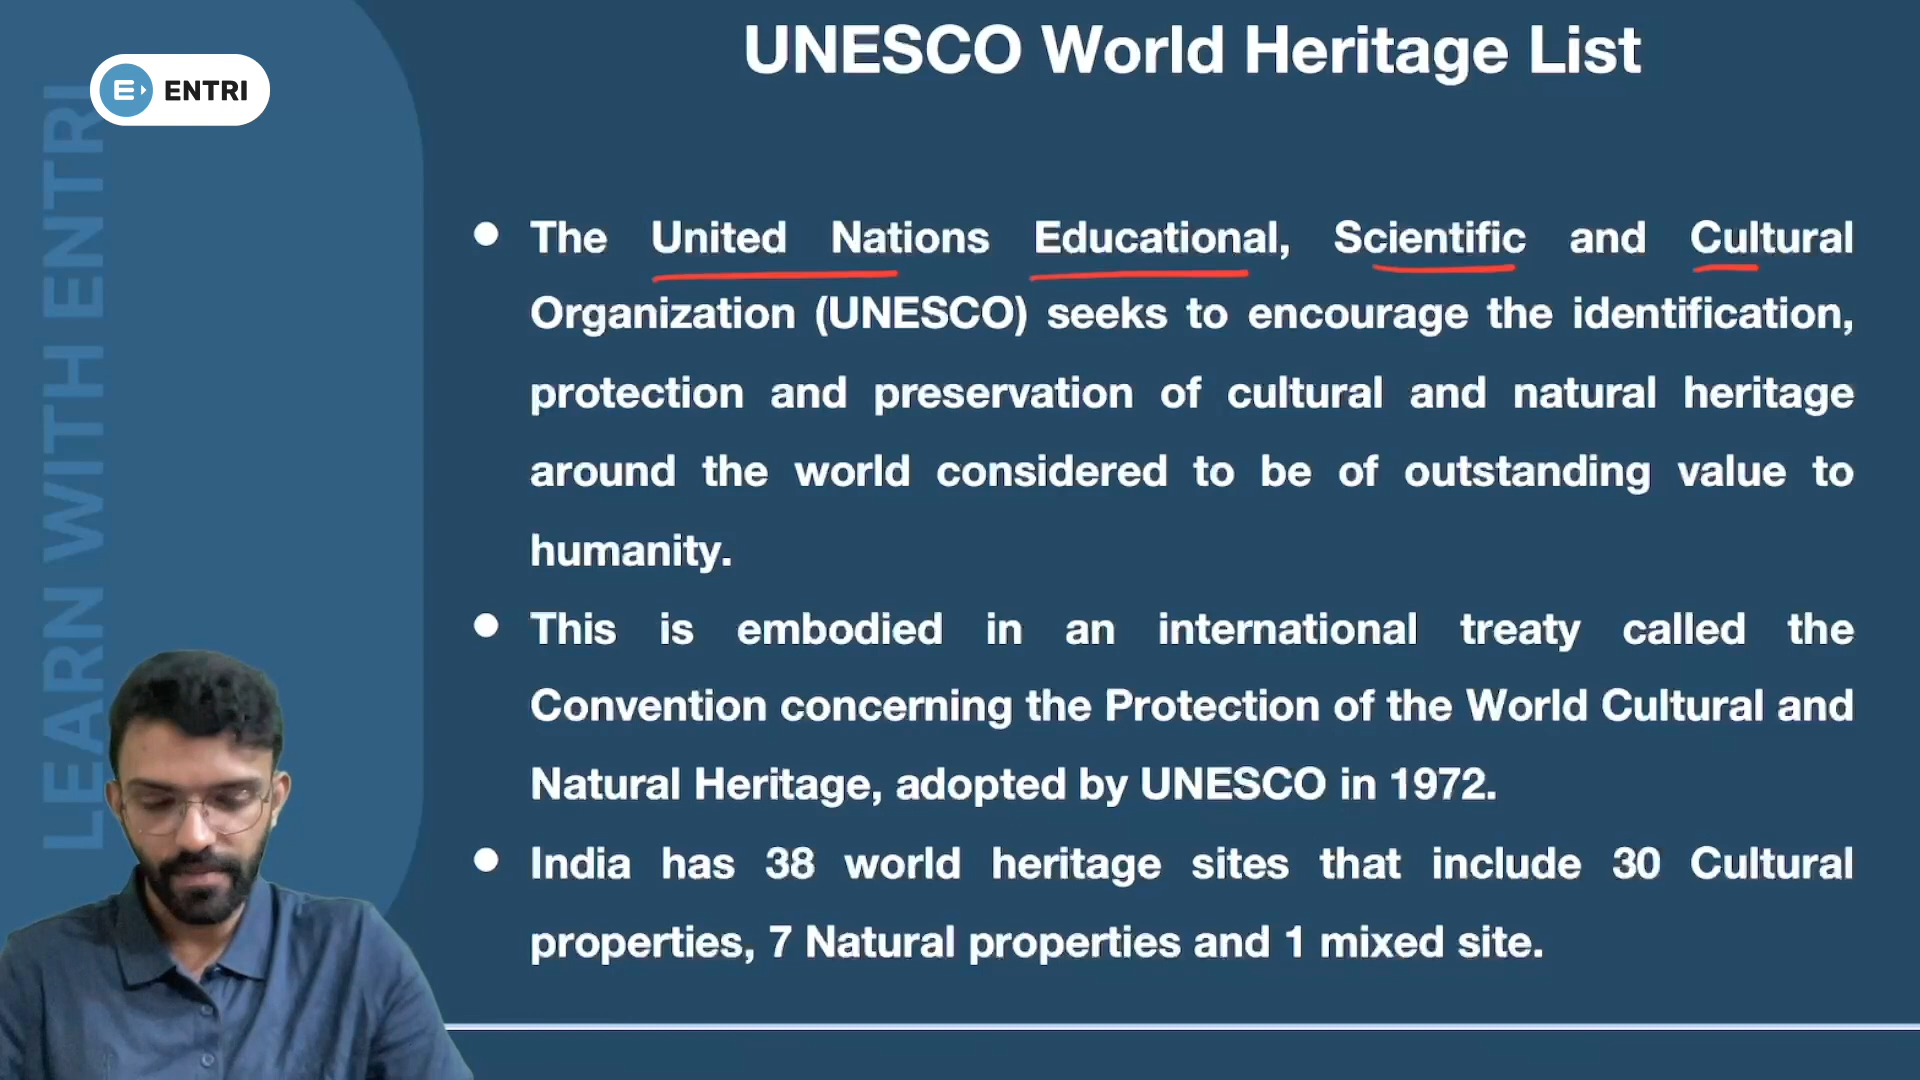 UNESCO World Heritage List
ENTRI
LEARN WITH ENTRI
● The United Nations Educational, Scientific and Cultural
Organization (UNESCO) seeks to encourage the identification,
protection and preservation of cultural and natural heritage
around the world considered to be of outstanding value to
humanity.
● This is embodied in an international treaty called the
Convention concerning the Protection of the World Cultural and
Natural Heritage, adopted by UNESCO in 1972.
● India has 38 world heritage sites that include 30 Cultural
properties, 7 Natural properties and 1 mixed site.